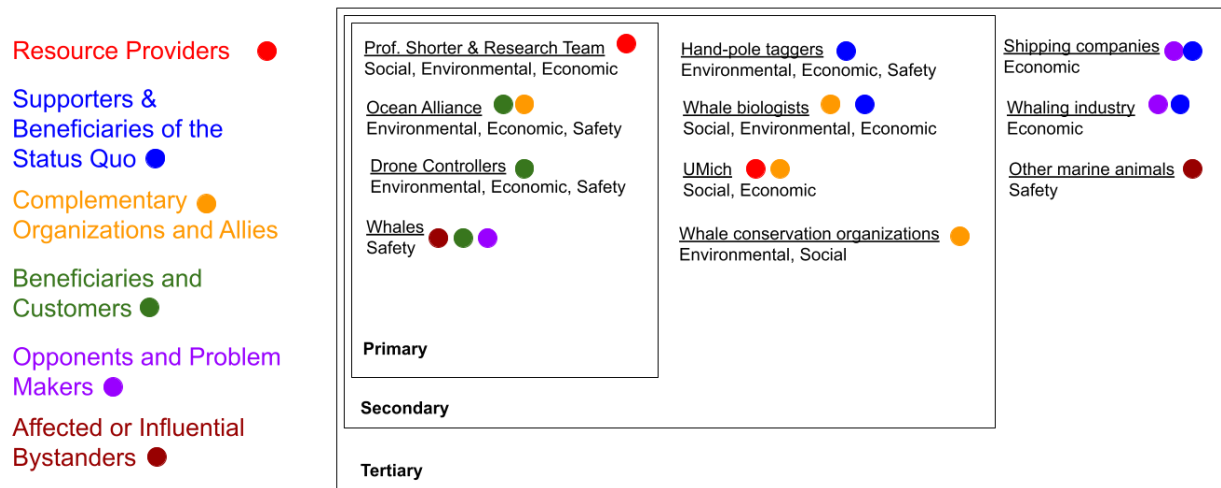 Resource Providers
Supporters &
Beneficiaries of the
Status Quo
Complementary
Organizations and Allies
Beneficiaries and
Customers
Opponents and Problem
Makers
Affected or Influential
Bystanders
Prof. Shorter & Research Team
Social, Environmental, Economic
Ocean Alliance
Environmental, Economic, Safety
Drone Controllers
Environmental, Economic, Safety
Whales
Safety
Primary
Hand-pole taggers
Environmental, Economic, Safety
Whale biologists
Social, Environmental, Economic
UMich
Social, Economic
Whale conservation organizations
Environmental, Social
Secondary
Shipping companies
Economic
Whaling industry
Economic
Other marine animals
Safety
Tertiary